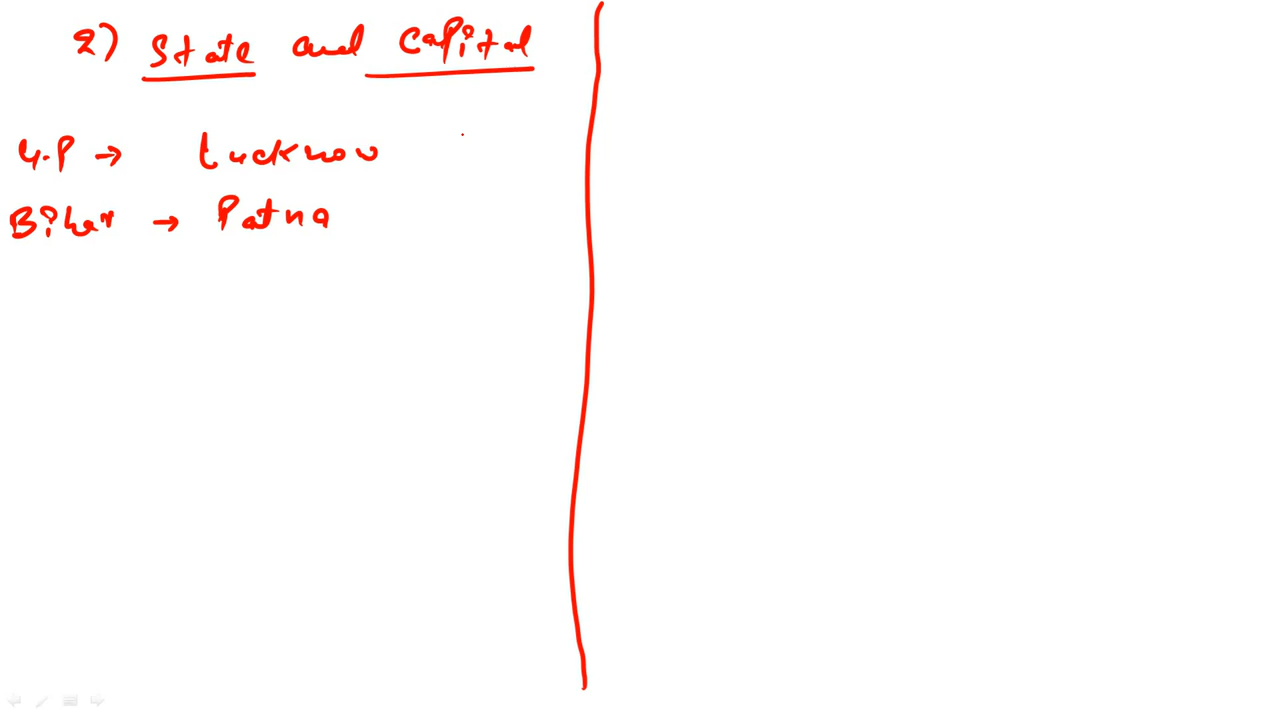 2) State and Capital
U.P → Lucknow
Bihar → Patna